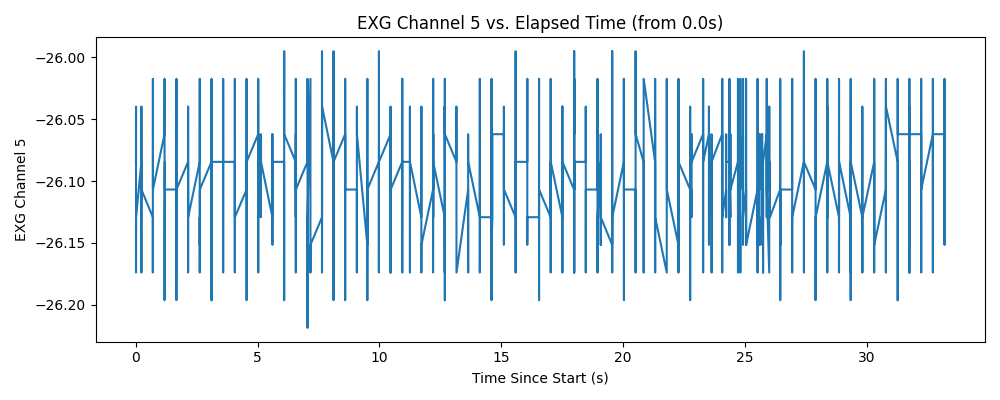 EXG Channel 5 vs. Elapsed Time (from 0.0s)
EXG Channel 5
−26.00
−26.05
−26.10
−26.15
−26.20
0 5 10 15 20 25 30
Time Since Start (s)